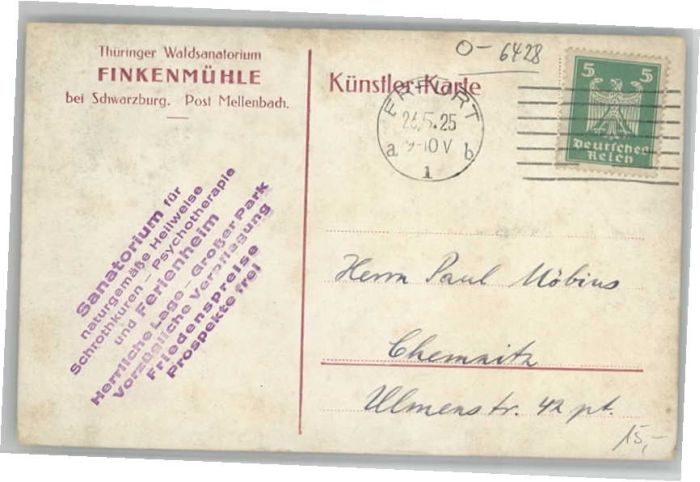 Thüringer Waldsanatorium
FINKENMÜHLE
bei Schwarzburg. Post Mellenbach.
Künstler-Karte
0-6428
ERFURT
26.5.25
9-10 V
a b
1
5 5
Deutsches
Reich
Sanatorium für
naturgemäße Heilweise
Schrothkuren - Psychotherapie
und Ferienheim
Herrliche Lage - Großer Park
Vorzügliche Verpflegung
Friedenspreise
Prospekte frei
Herrn Paul Möbius
Chemnitz
Ulmenstr. 42 pt.
15,-